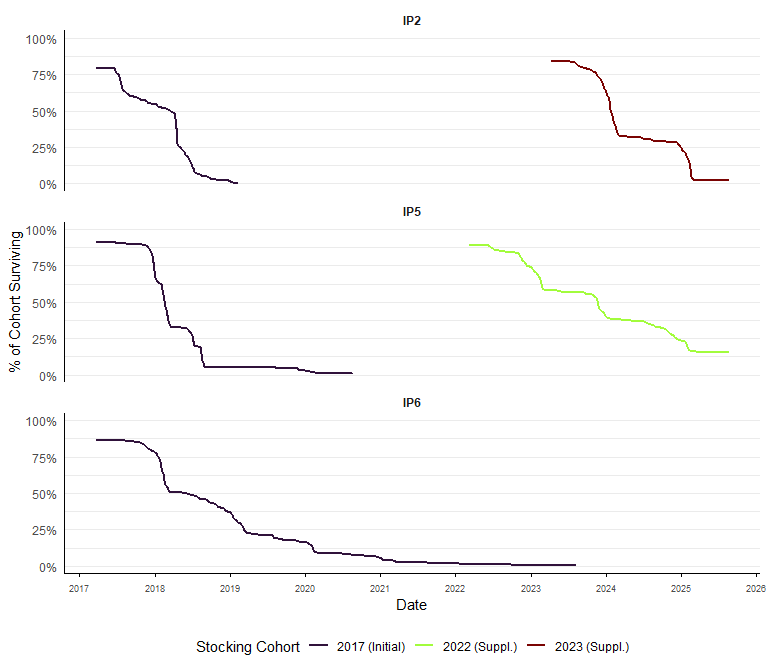 IP2
100%
75%
50%
25%
0%
IP5
100%
75%
50%
25%
0%
% of Cohort Surviving
IP6
100%
75%
50%
25%
0%
2017 2018 2019 2020 2021 2022 2023 2024 2025 2026
Date
Stocking Cohort 2017 (Initial) 2022 (Suppl.) 2023 (Suppl.)